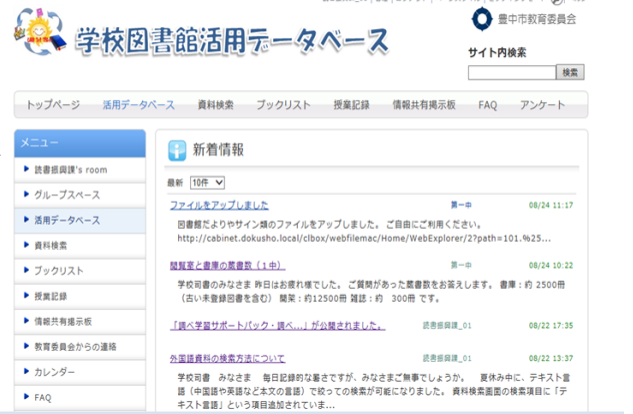 学校図書館活用データベース
豊中市教育委員会
サイト内検索
検索
トップページ 活用データベース 資料検索 ブックリスト 授業記録 情報共有掲示板 FAQ アンケート
メニュー
読書振興課's room
グループスペース
活用データベース
資料検索
ブックリスト
授業記録
情報共有掲示板
教育委員会からの連絡
カレンダー
FAQ
新着情報
最新 10件
ファイルをアップしました 第一中 08/24 11:17
図書館だよりやサイン類のファイルをアップしました。 ご自由にご利用ください。
http://cabinet.dokusho.local/clbox/webfilemac/Home/WebExplorer/2?path=101.%25...
閲覧室と書庫の蔵書数（１中） 第一中 08/24 10:22
学校司書のみなさま 昨日はお疲れ様でした。 ご質問があった蔵書数をお答えします。 書庫：約 2500冊
（古い未登録図書を含む） 開架：約12500冊 雑誌：約 300冊 です。
「調べ学習サポートパック・調べ...」が公開されました。 読書振興課_01 08/22 17:35
外国語資料の検索方法について 読書振興課_01 08/22 13:37
学校司書 みなさま 毎日記録的な暑さですが、みなさまご無事でしょうか。 夏休み中に、テキスト言
語（中国語や英語など本文の言語）で絞っての検索が可能になりました。 資料検索画面の検索項目に「テ
キスト言語」という項目追加されていま...